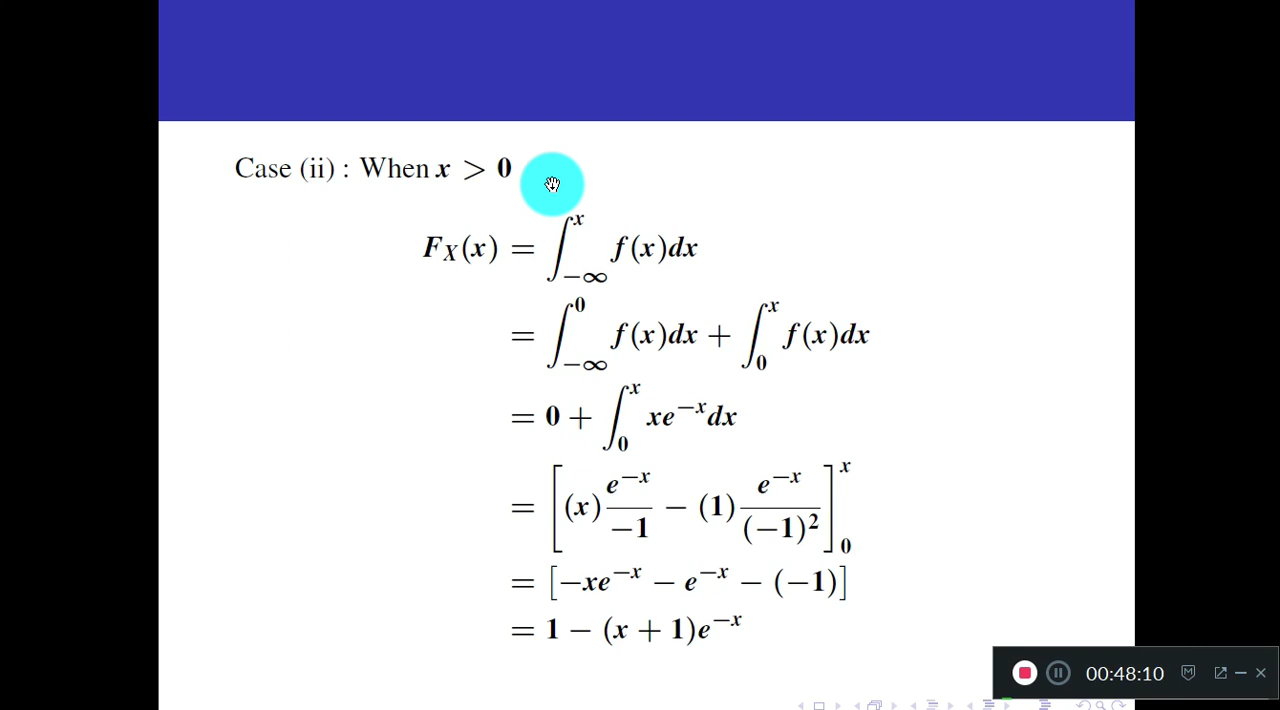 Case (ii) : When x > 0
F_X(x) = ∫_{−∞}^{x} f(x)dx
= ∫_{−∞}^{0} f(x)dx + ∫_{0}^{x} f(x)dx
= 0 + ∫_{0}^{x} xe^{−x}dx
= [(x) e^{−x}/−1 − (1) e^{−x}/(−1)^2]_{0}^{x}
= [−xe^{−x} − e^{−x} − (−1)]
= 1 − (x + 1)e^{−x}
00:48:10